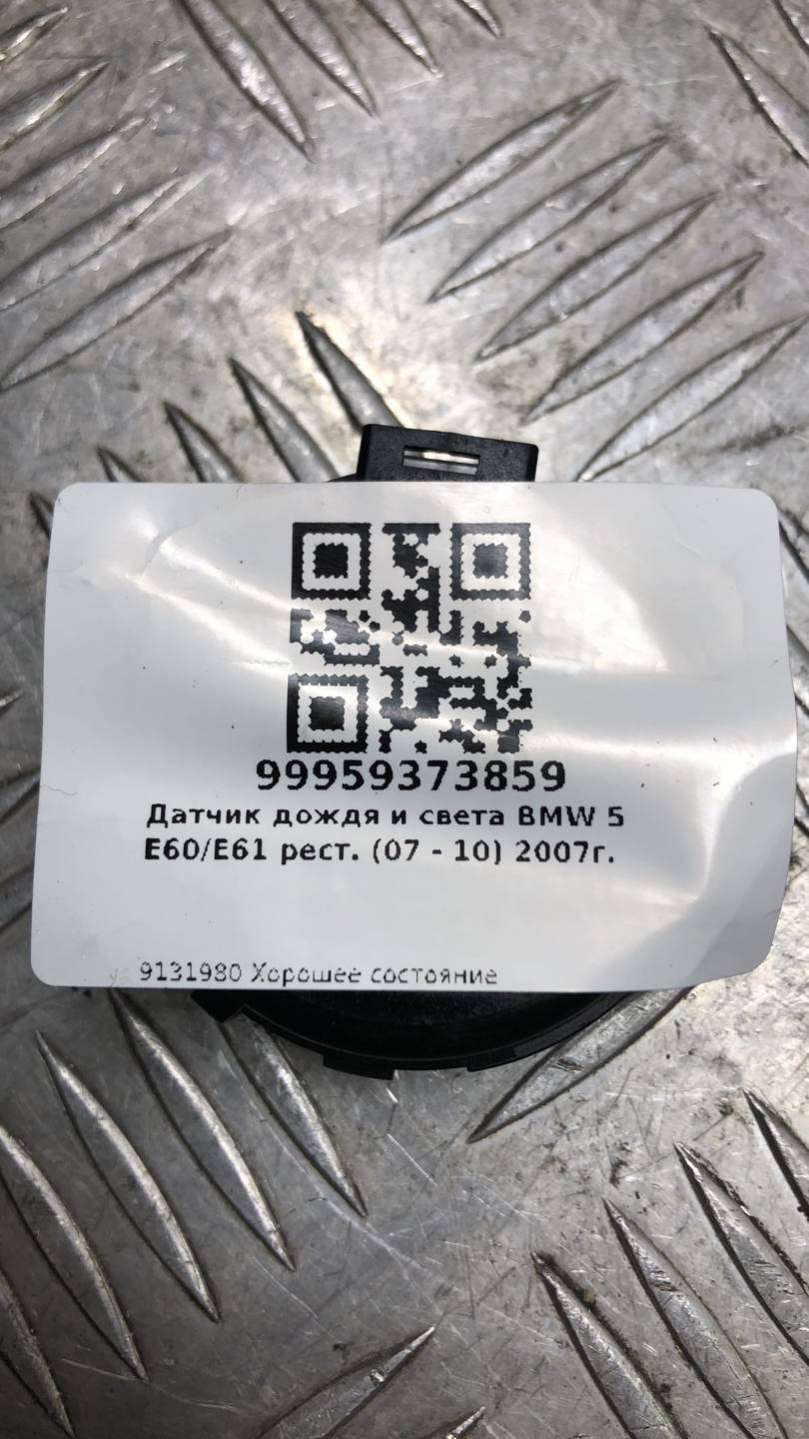 99959373859
Датчик дождя и света BMW 5
E60/E61 рест. (07 - 10) 2007г.
9131980 Хорошее состояние